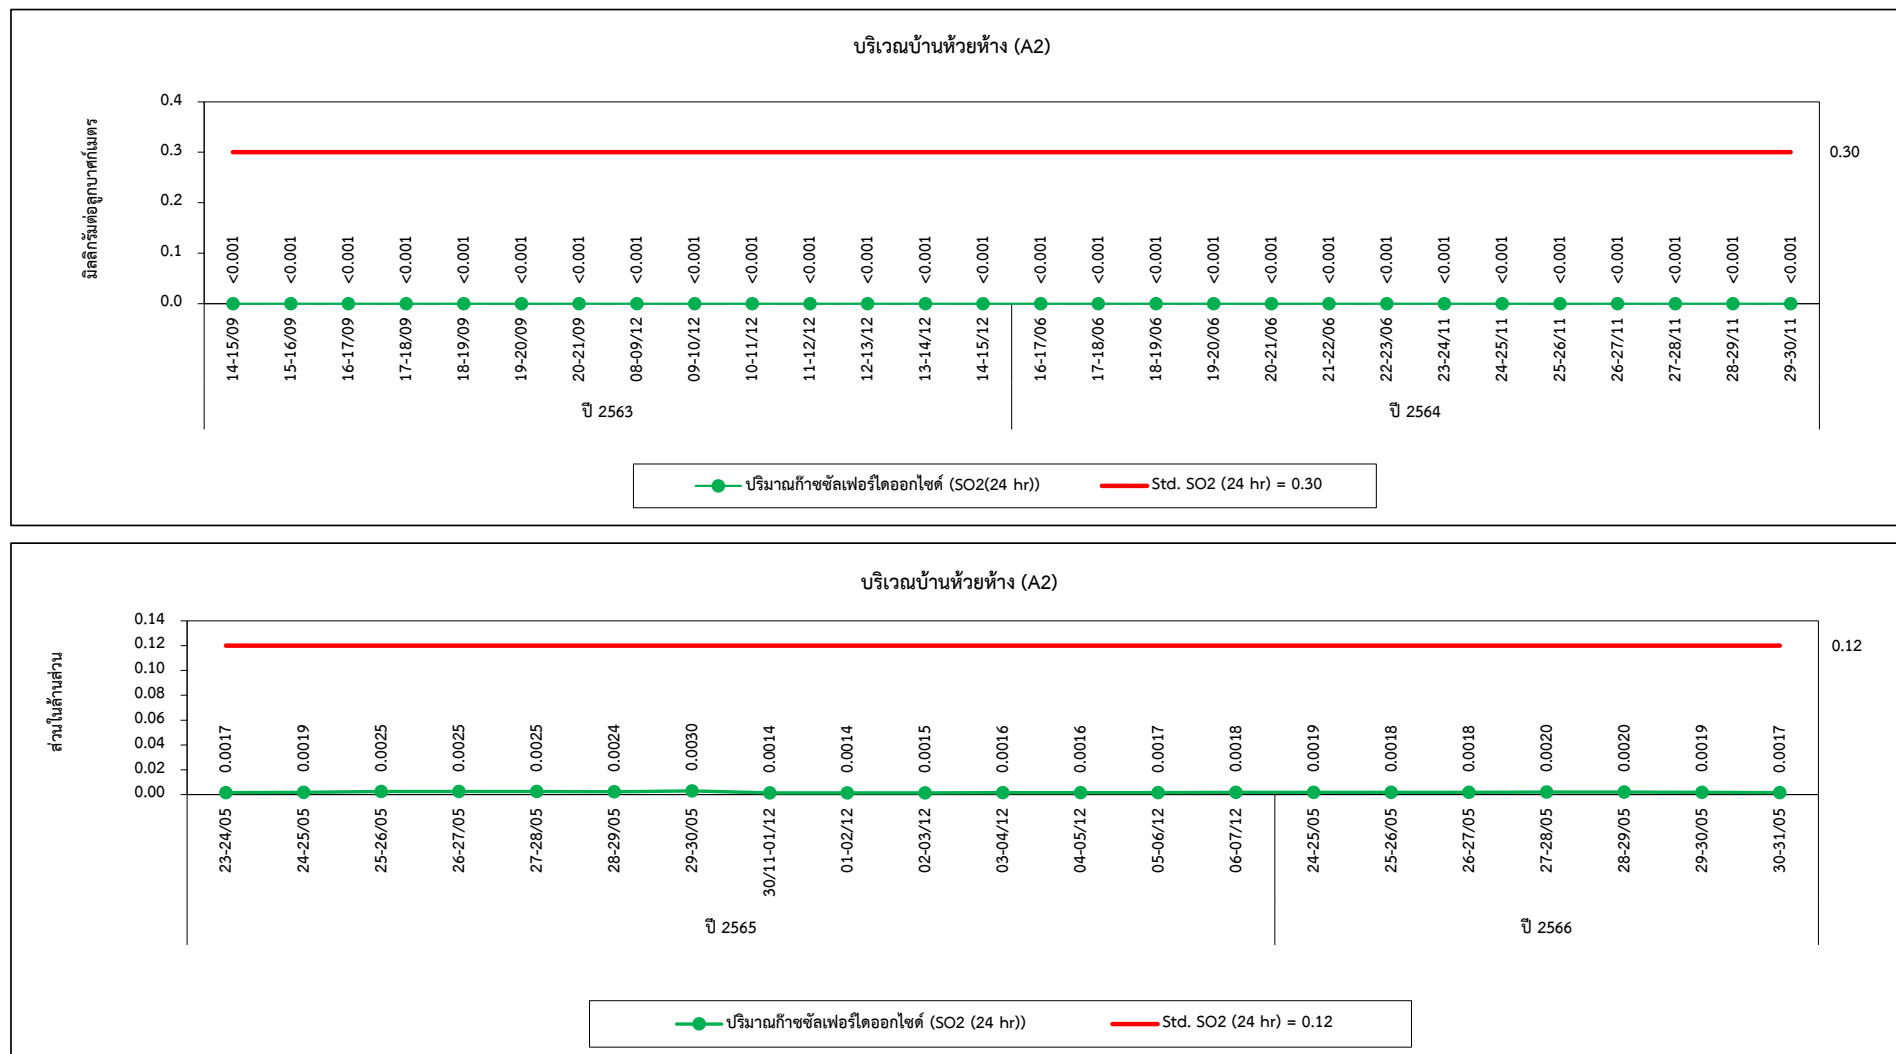 บริเวณบ้านห้วยห้าง (A2)
มิลลิกรัมต่อลูกบาศก์เมตร
0.4
0.3
0.2
0.1
0.0
0.30
<0.001 <0.001 <0.001 <0.001 <0.001 <0.001 <0.001 <0.001 <0.001 <0.001 <0.001 <0.001 <0.001 <0.001 <0.001 <0.001 <0.001 <0.001 <0.001 <0.001 <0.001 <0.001 <0.001 <0.001 <0.001 <0.001 <0.001 <0.001
14-15/09 15-16/09 16-17/09 17-18/09 18-19/09 19-20/09 20-21/09 08-09/12 09-10/12 10-11/12 11-12/12 12-13/12 13-14/12 14-15/12 16-17/06 17-18/06 18-19/06 19-20/06 20-21/06 21-22/06 22-23/06 23-24/11 24-25/11 25-26/11 26-27/11 27-28/11 28-29/11 29-30/11
ปี 2563 ปี 2564
ปริมาณก๊าซซัลเฟอร์ไดออกไซด์ (SO2(24 hr)) Std. SO2 (24 hr) = 0.30
บริเวณบ้านห้วยห้าง (A2)
ส่วนในล้านส่วน
0.14
0.12
0.10
0.08
0.06
0.04
0.02
0.00
0.12
0.0017 0.0019 0.0025 0.0025 0.0025 0.0024 0.0030 0.0014 0.0014 0.0015 0.0016 0.0016 0.0017 0.0018 0.0019 0.0018 0.0018 0.0020 0.0020 0.0019 0.0017
23-24/05 24-25/05 25-26/05 26-27/05 27-28/05 28-29/05 29-30/05 30/11-01/12 01-02/12 02-03/12 03-04/12 04-05/12 05-06/12 06-07/12 24-25/05 25-26/05 26-27/05 27-28/05 28-29/05 29-30/05 30-31/05
ปี 2565 ปี 2566
ปริมาณก๊าซซัลเฟอร์ไดออกไซด์ (SO2 (24 hr)) Std. SO2 (24 hr) = 0.12